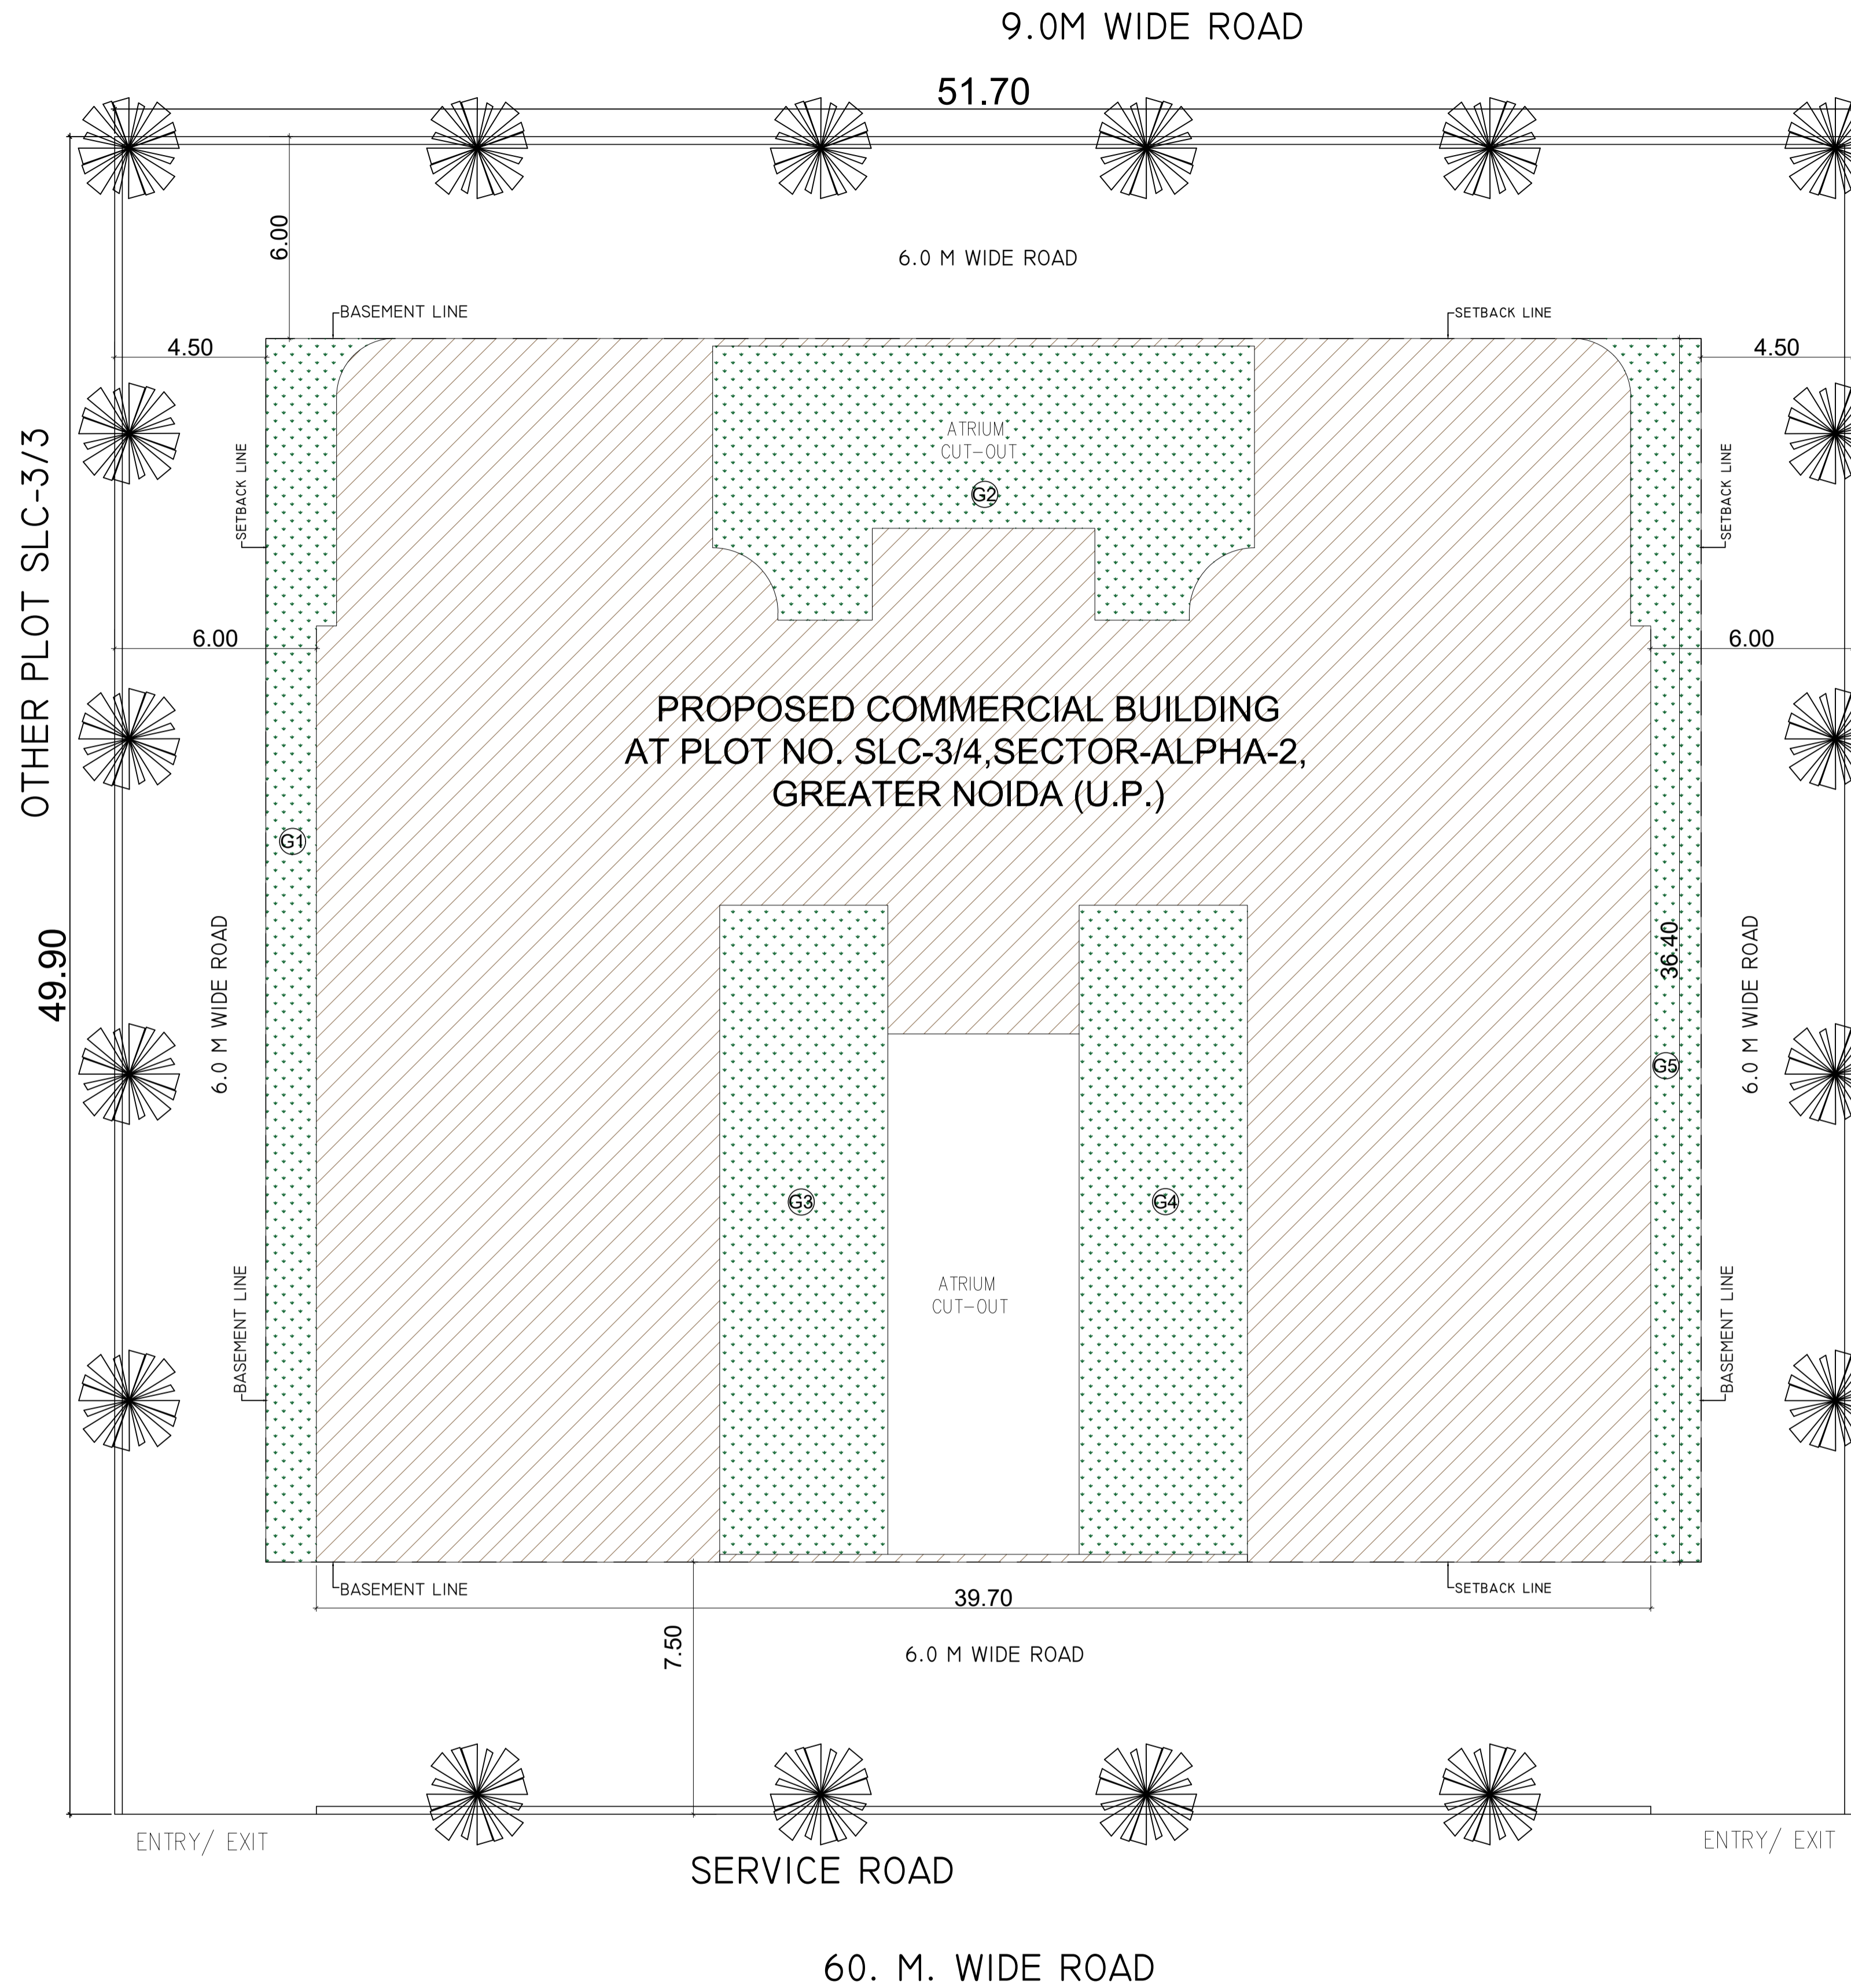 9.0M WIDE ROAD
51.70
6.00
6.0 M WIDE ROAD
BASEMENT LINE
SETBACK LINE
4.50
4.50
ATRIUM
CUT-OUT
G2
SETBACK LINE
SETBACK LINE
OTHER PLOT SLC-3/3
6.00
6.00
PROPOSED COMMERCIAL BUILDING
AT PLOT NO. SLC-3/4,SECTOR-ALPHA-2,
GREATER NOIDA (U.P.)
G1
49.90
6.0 M WIDE ROAD
36.40
6.0 M WIDE ROAD
G5
G3
G4
ATRIUM
CUT-OUT
BASEMENT LINE
BASEMENT LINE
BASEMENT LINE
SETBACK LINE
39.70
7.50
6.0 M WIDE ROAD
ENTRY/ EXIT
ENTRY/ EXIT
SERVICE ROAD
60. M. WIDE ROAD